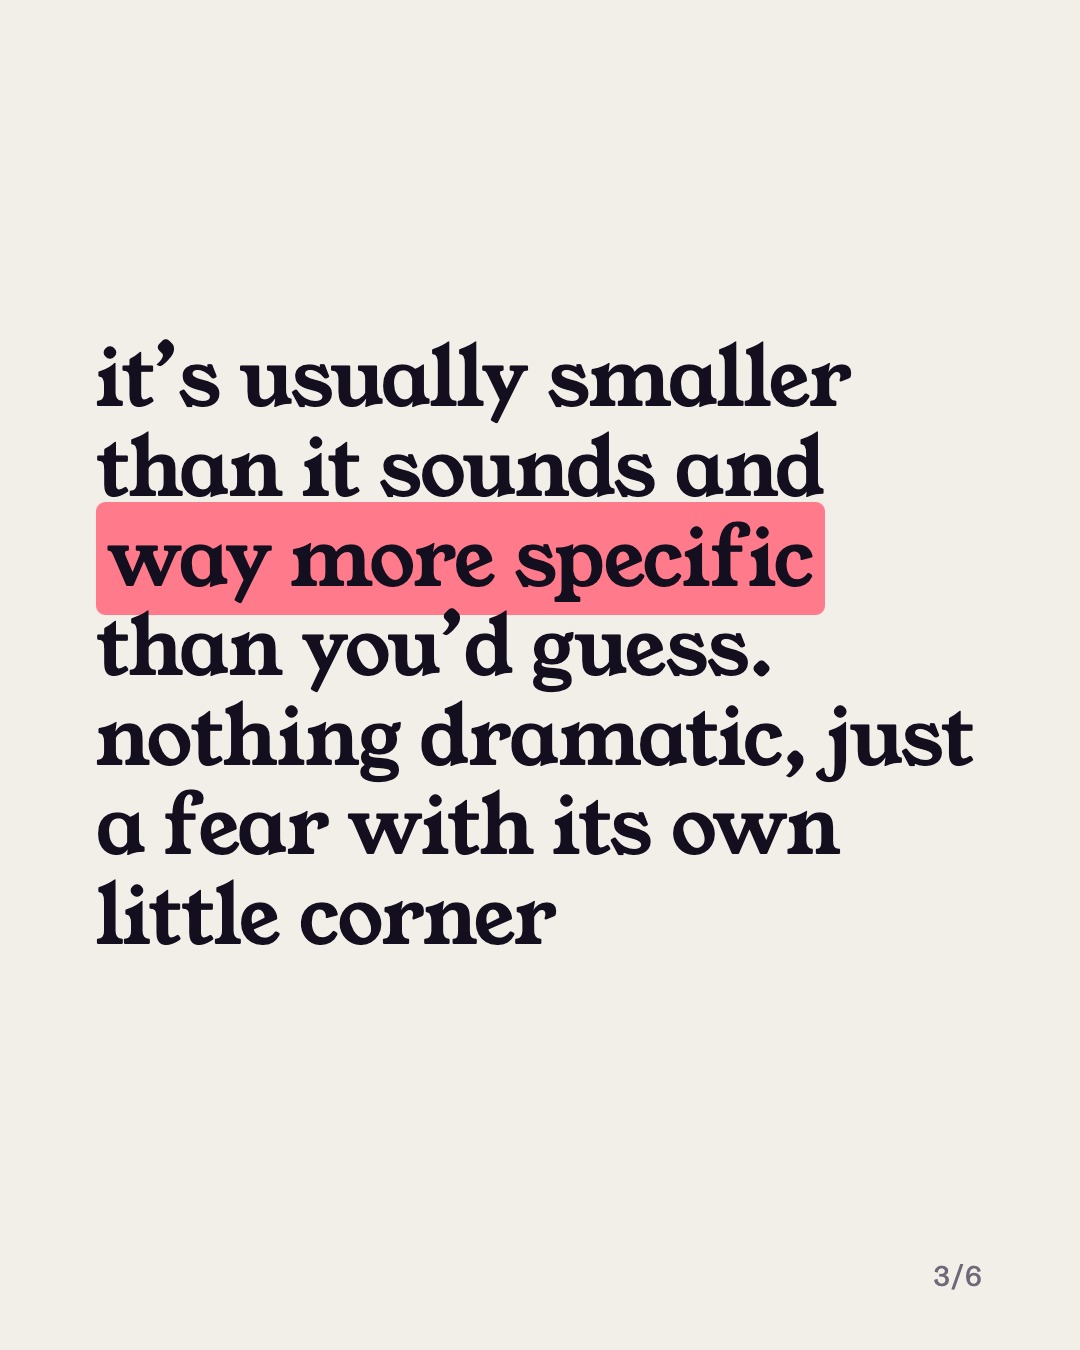 it’s usually smaller
than it sounds and
way more specific
than you’d guess.
nothing dramatic, just
a fear with its own
little corner
3/6